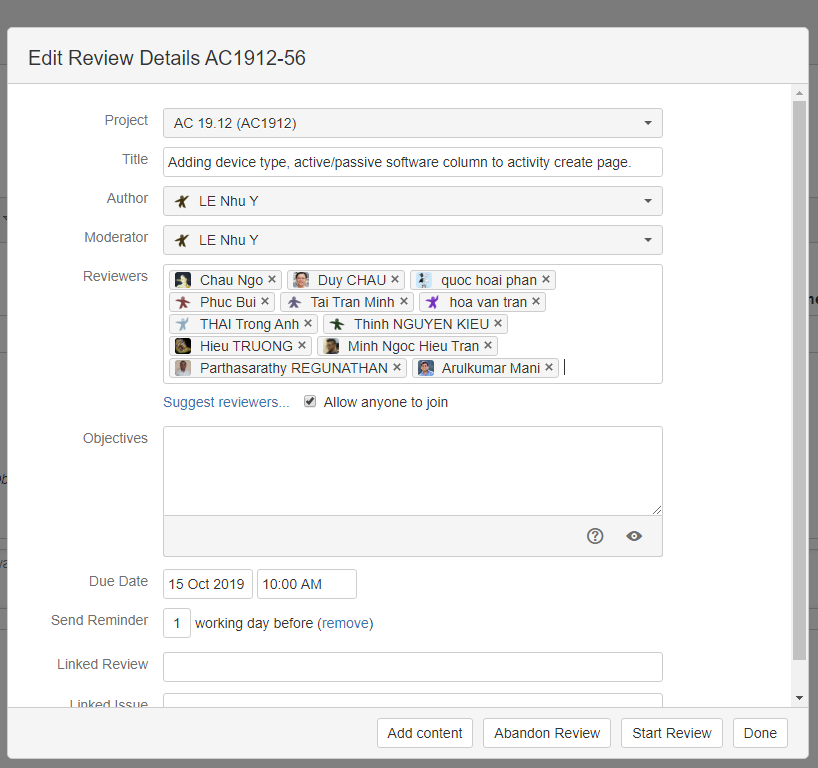 Edit Review Details AC1912-56
Project
AC 19.12 (AC1912)
Title
Adding device type, active/passive software column to activity create page.
Author
LE Nhu Y
Moderator
LE Nhu Y
Reviewers
Chau Ngo × Duy CHAU × quoc hoai phan ×
Phuc Bui × Tai Tran Minh × hoa van tran ×
THAI Trong Anh × Thinh NGUYEN KIEU ×
Hieu TRUONG × Minh Ngoc Hieu Tran ×
Parthasarathy REGUNATHAN × Arulkumar Mani ×
Suggest reviewers... Allow anyone to join
Objectives
Due Date 15 Oct 2019 10:00 AM
Send Reminder 1 working day before (remove)
Linked Review
Linked Issue
Add content Abandon Review Start Review Done